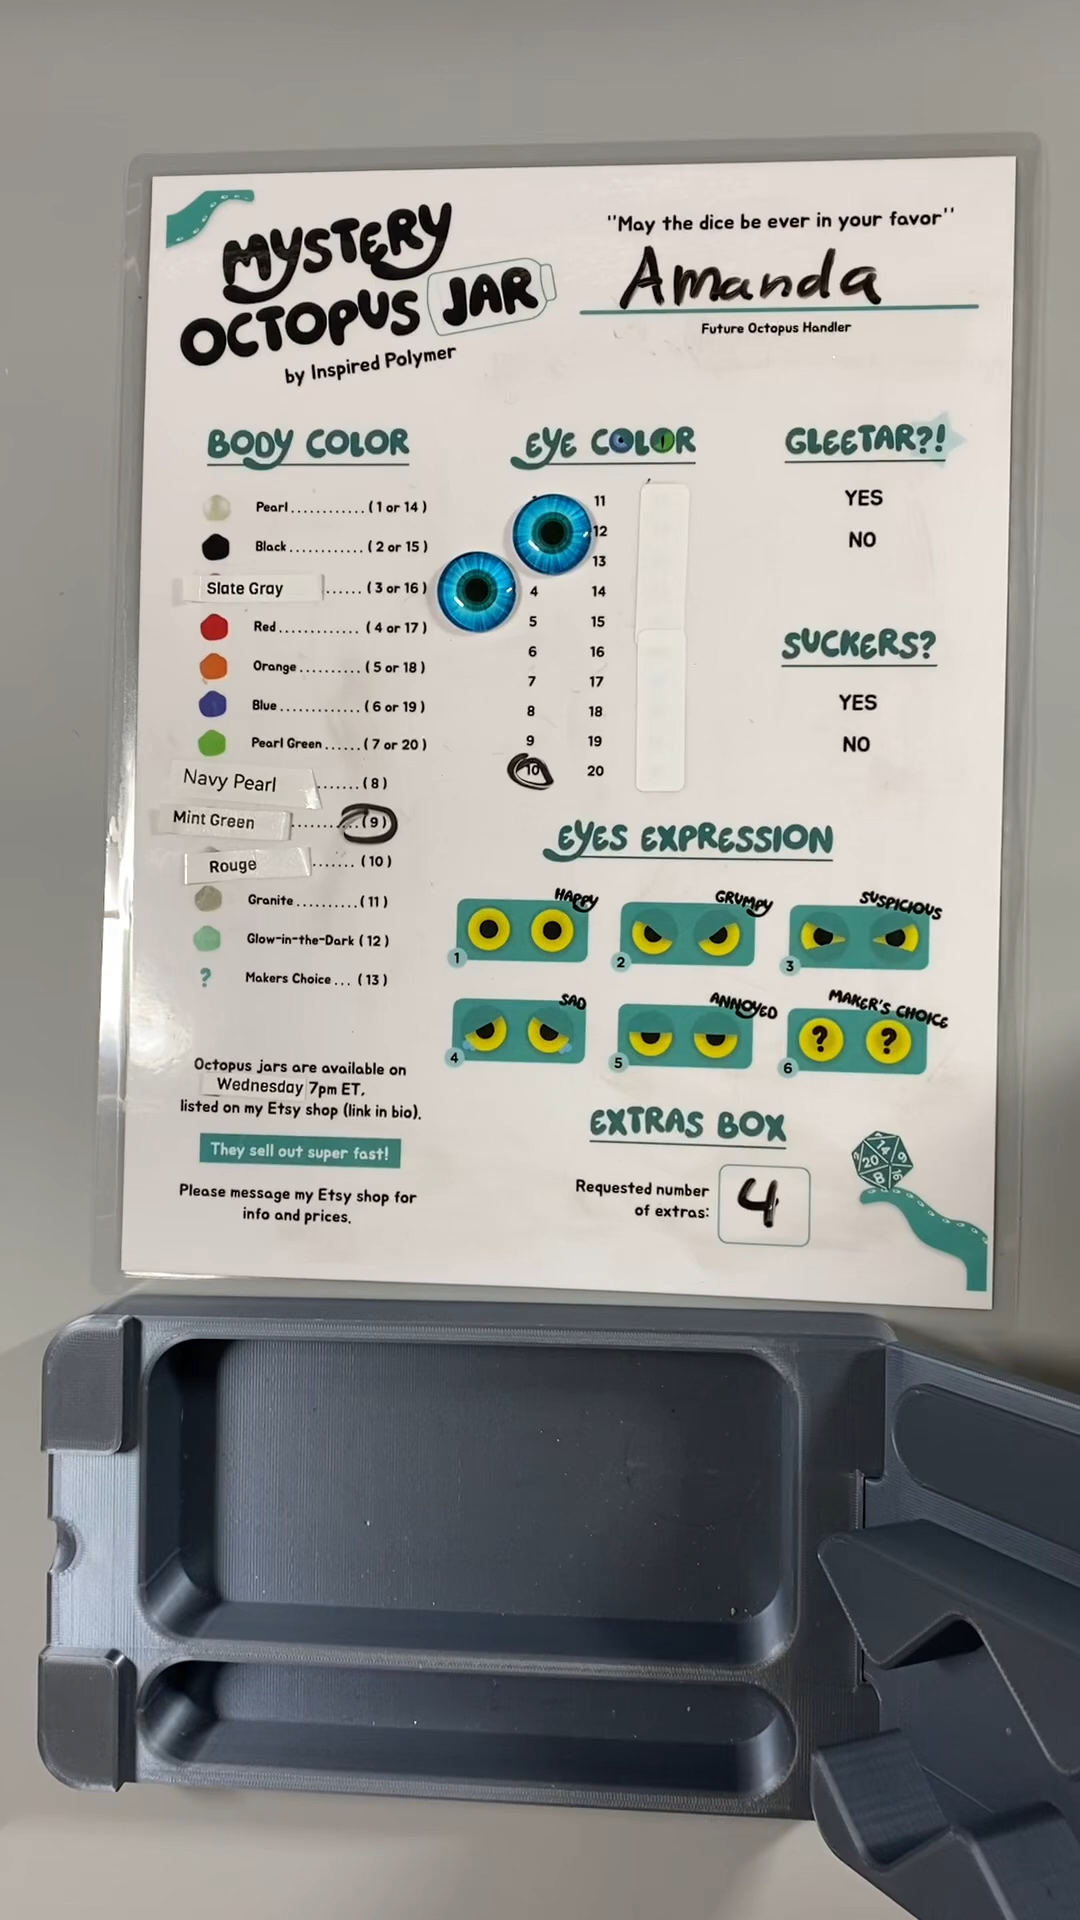 MYSTERY
OCTOPUS JAR
by Inspired Polymer
"May the dice be ever in your favor"
Amanda
Future Octopus Handler
BODY COLOR
Pearl............(1 or 14)
Black............(2 or 15)
Slate Gray ......(3 or 16)
Red............(4 or 17)
Orange..........(5 or 18)
Blue............(6 or 19)
Pearl Green......(7 or 20)
Navy Pearl .......(8)
Mint Green ..........(9)
Rouge .......(10)
Granite..........(11)
Glow-in-the-Dark (12)
? Makers Choice... (13)
Octopus jars are available on
Wednesday 7pm ET,
listed on my Etsy shop (link in bio).
They sell out super fast!
Please message my Etsy shop for
info and prices.
EYE COLOR
11
12
13
4 14
5 15
6 16
7 17
8 18
9 19
10 20
GLEETAR?!
YES
NO
SUCKERS?
YES
NO
EYES EXPRESSION
HAPPY
1
GRUMPY
2
SUSPICIOUS
3
SAD
4
ANNOYED
5
MAKER'S CHOICE
? ?
6
EXTRAS BOX
Requested number
of extras:
4
14
20 9
8 16